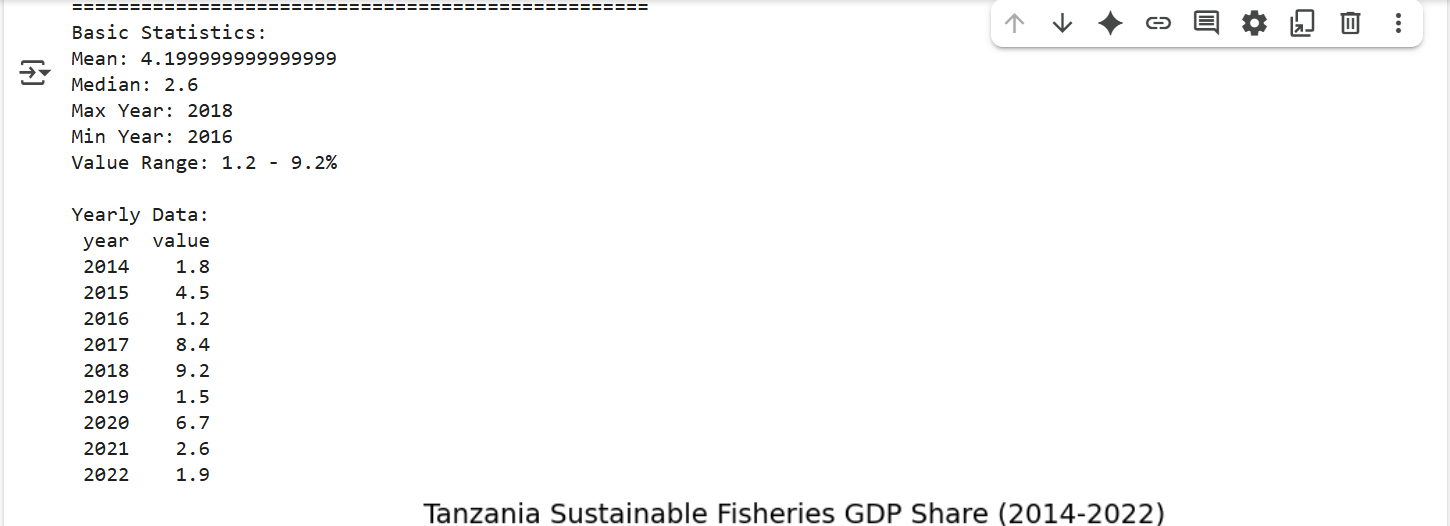 ==================================================
Basic Statistics:
Mean: 4.199999999999999
Median: 2.6
Max Year: 2018
Min Year: 2016
Value Range: 1.2 - 9.2%
Yearly Data:
year value
2014 1.8
2015 4.5
2016 1.2
2017 8.4
2018 9.2
2019 1.5
2020 6.7
2021 2.6
2022 1.9
Tanzania Sustainable Fisheries GDP Share (2014-2022)